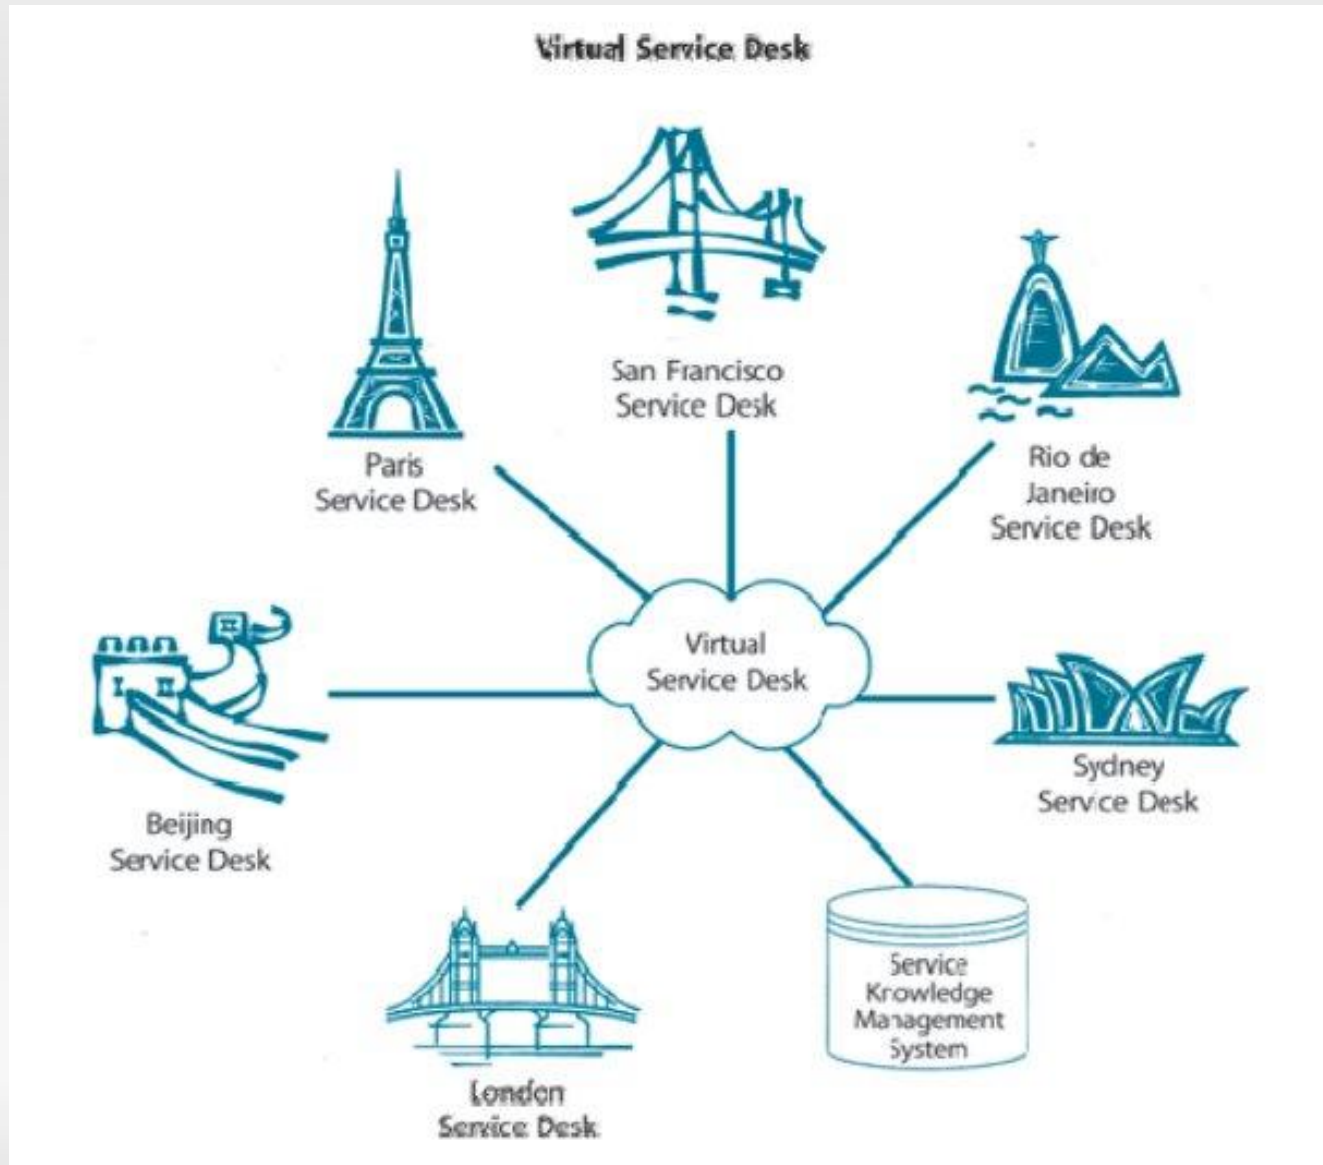 Virtual Service Desk
San Francisco
Service Desk
Paris
Service Desk
Rio de
Janeiro
Service Desk
Virtual
Service Desk
Sydney
Service Desk
Beijing
Service Desk
Service
Knowledge
Management
System
London
Service Desk